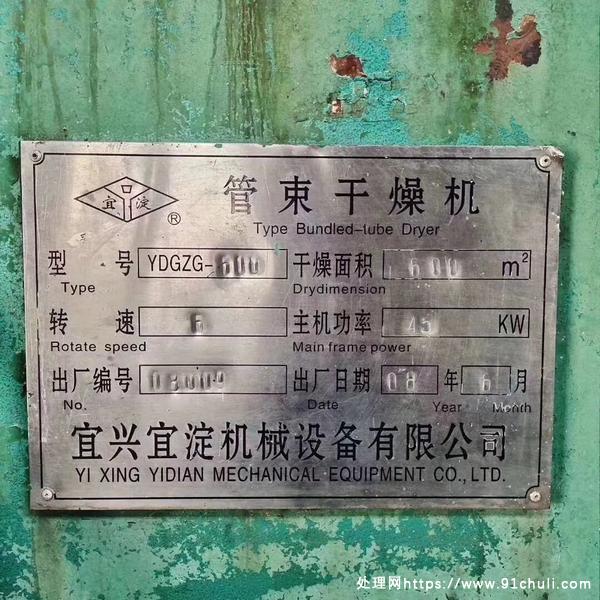 宜淀 ®
管束干燥机
Type Bundled-tube Dryer
型号 YDGZG-600 干燥面积 600 m²
Type Drydimension
转速 6 主机功率 45 KW
Rotate speed Main frame power
出厂编号 03009 出厂日期 08 年 6 月
No. Date Year Month
宜兴宜淀机械设备有限公司
YI XING YIDIAN MECHANICAL EQUIPMENT CO., LTD.
处理网https://www.91chuli.com/